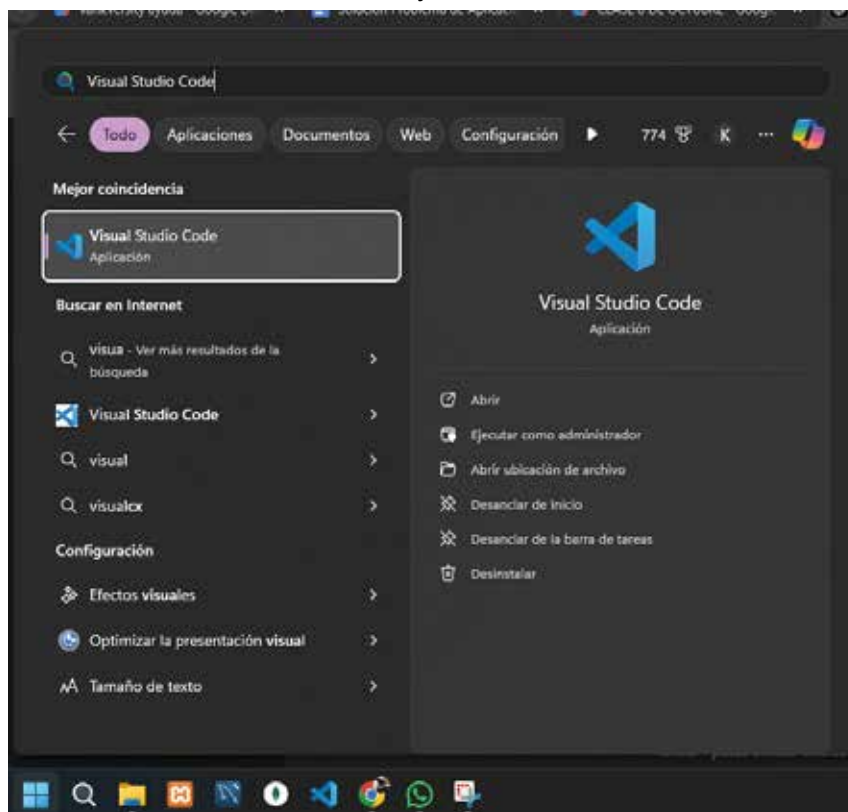 Visual Studio Code
Todo Aplicaciones Documentos Web Configuración 774 K ...
Mejor coincidencia
Visual Studio Code
Aplicación
Buscar en Internet
visua - Ver más resultados de la
búsqueda
Visual Studio Code
visual
visualcx
Configuración
Efectos visuales
Optimizar la presentación visual
Tamaño de texto
Visual Studio Code
Aplicación
Abrir
Ejecutar como administrador
Abrir ubicación de archivo
Desanclar de Inicio
Desanclar de la barra de tareas
Desinstalar